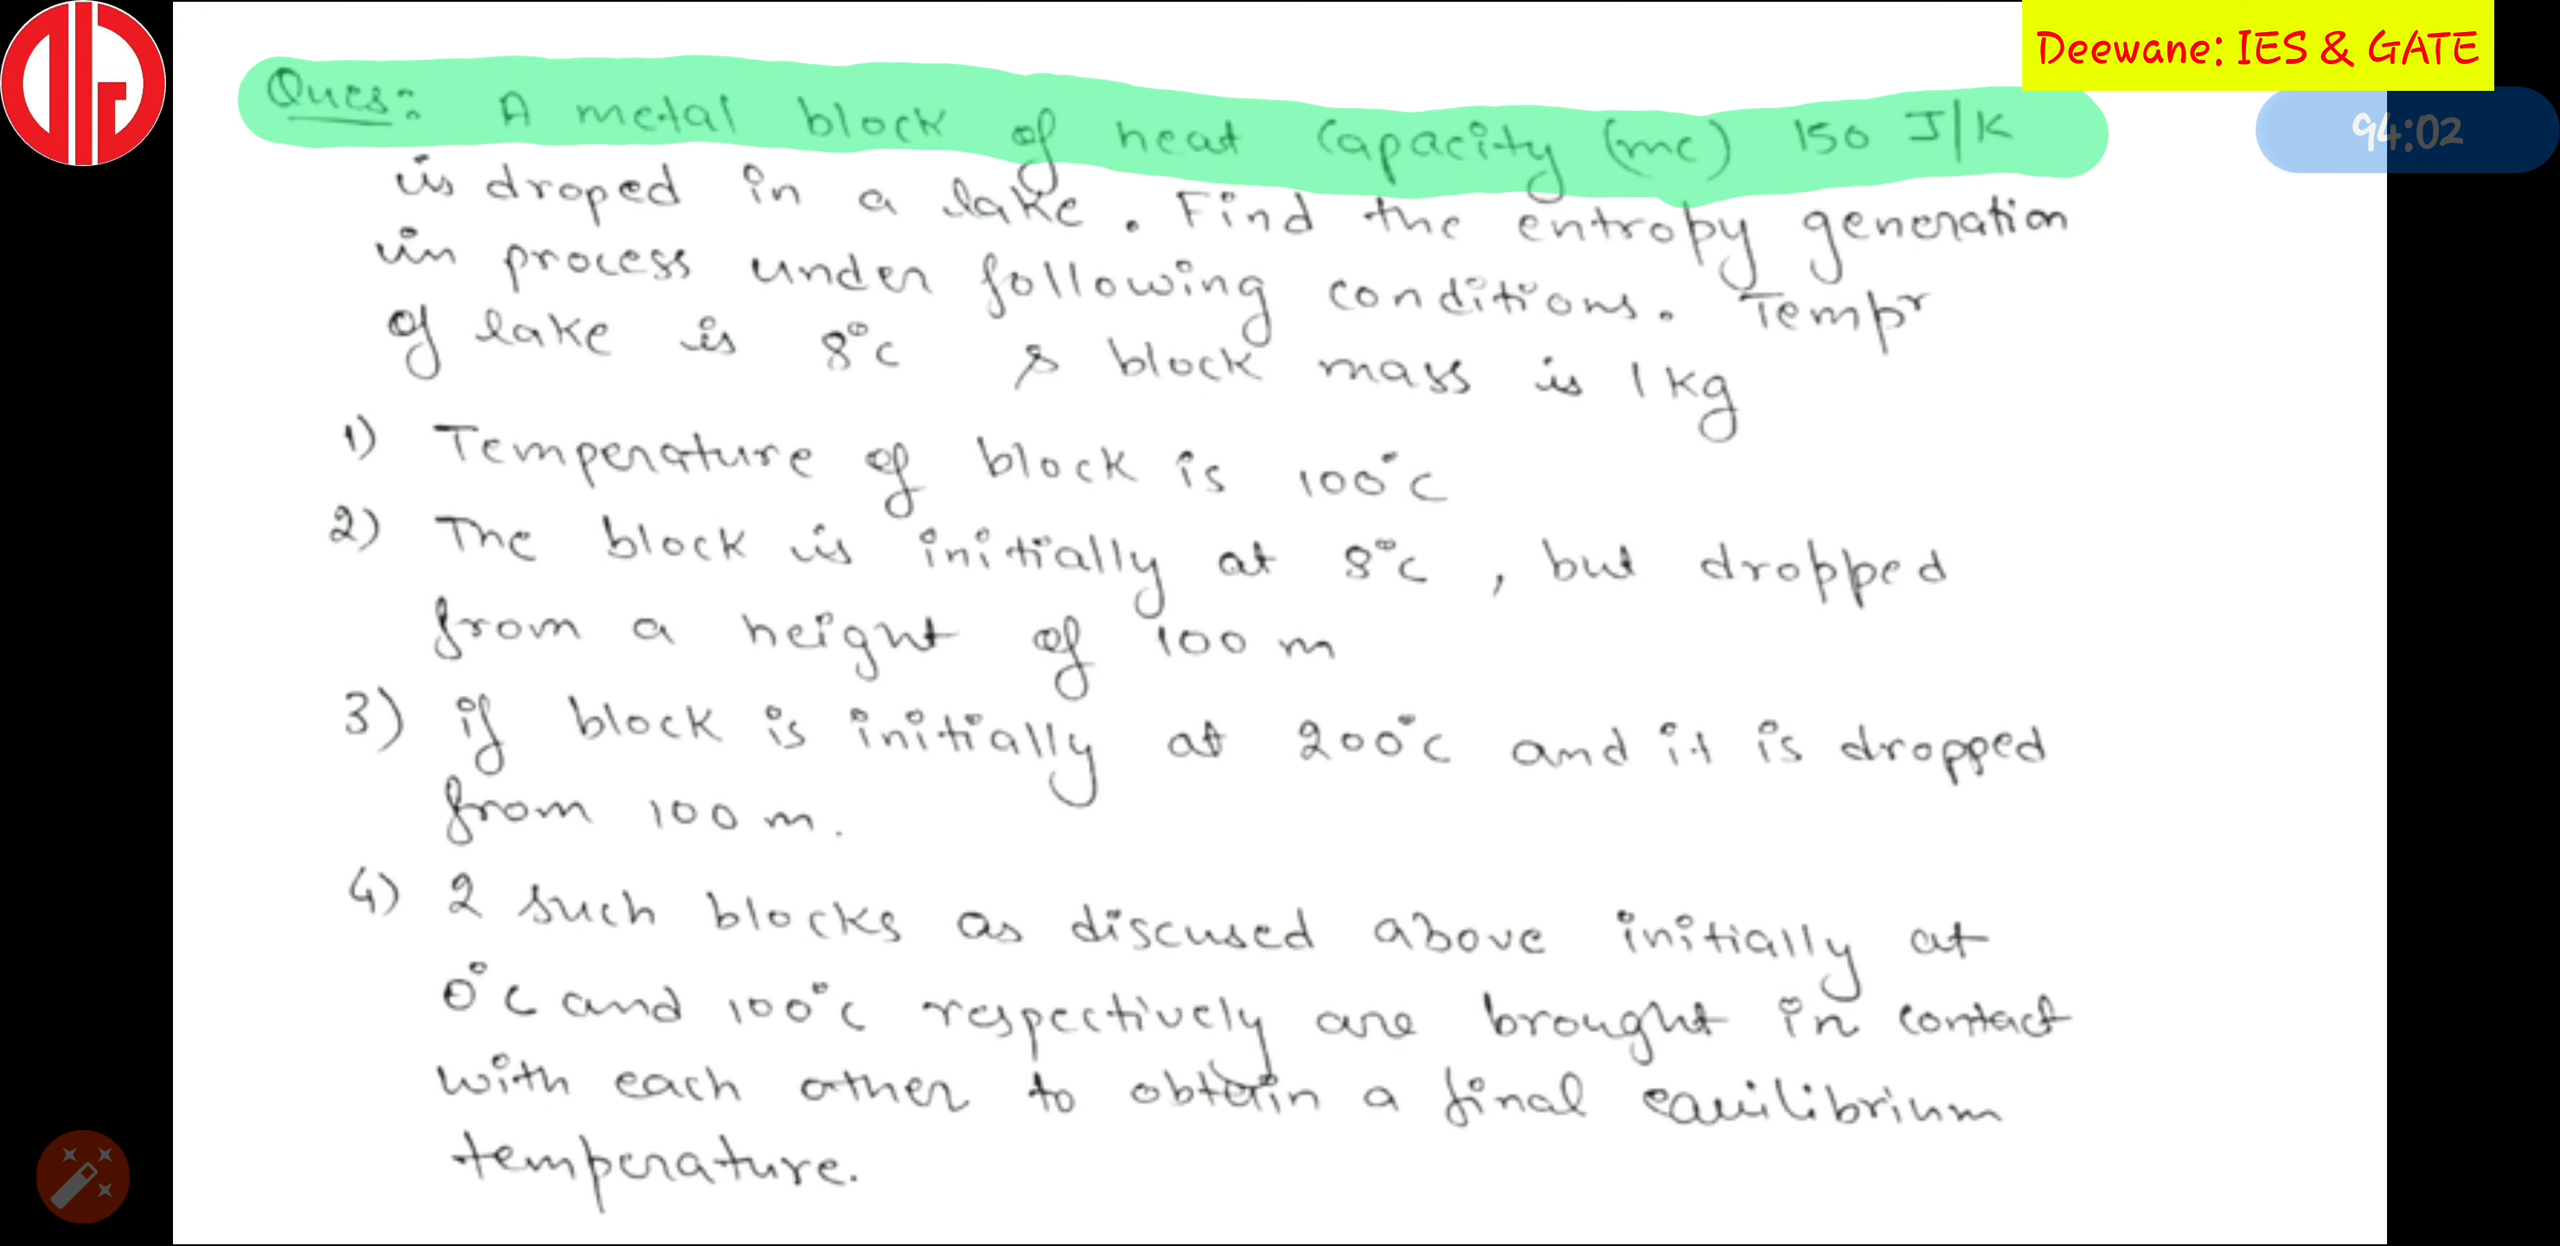 Deewane: IES & GATE
94:02
Ques: A metal block of heat capacity (mc) 150 J/K
is droped in a lake. Find the entropy generation
in process under following conditions. Tempr
of lake is 8°c & block mass is 1 kg
1) Temperature of block is 100°c
2) The block is initially at 8°c, but dropped
from a height of 100 m
3) if block is initially at 200°c and it is dropped
from 100 m.
4) 2 such blocks as discused above initially at
0°c and 100°c respectively are brought in contact
with each other to obtain a final equilibrium
temperature.